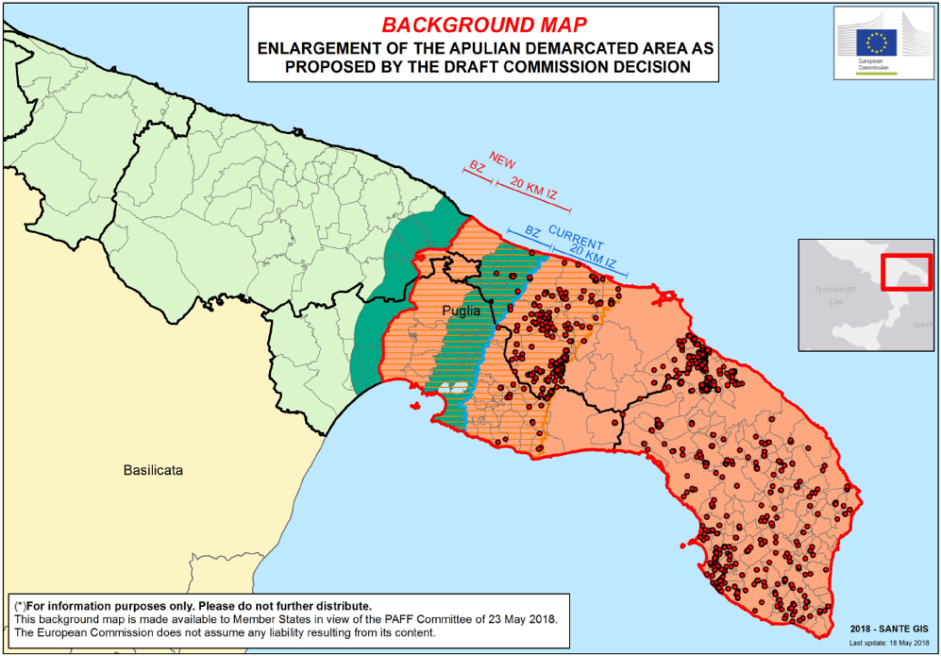 BACKGROUND MAP
ENLARGEMENT OF THE APULIAN DEMARCATED AREA AS
PROPOSED BY THE DRAFT COMMISSION DECISION
European
Commission
NEW
BZ
20 KM IZ
CURRENT
BZ
20 KM IZ
Puglia
Tyrrhenian
Sea
Ionia
Basilicata
(*)For information purposes only. Please do not further distribute.
This background map is made available to Member States in view of the PAFF Committee of 23 May 2018.
The European Commission does not assume any liability resulting from its content.
2018 - SANTE GIS
Last update: 18 May 2018